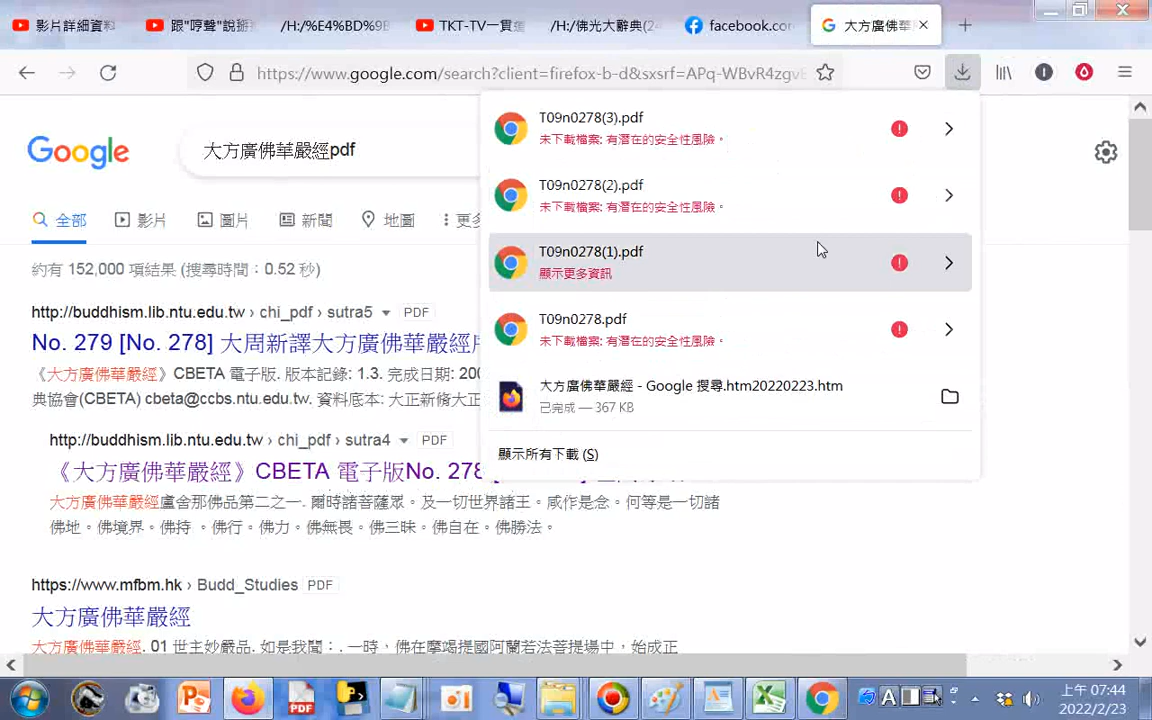 影片詳細資料
跟"哼聲"說掰
/H:/%E4%BD%9B
TKT-TV一貫
/H:/佛光大辭典(2
facebook.co
大方廣佛華
https://www.google.com/search?client=firefox-b-d&sxsrf=APq-WBvR4zgvE
Google
大方廣佛華嚴經pdf
全部
影片
圖片
新聞
地圖
更多
約有 152,000 項結果 (搜尋時間：0.52 秒)
http://buddhism.lib.ntu.edu.tw › chi_pdf › sutra5
PDF
No. 279 [No. 278] 大周新譯大方廣佛華嚴經序
《大方廣佛華嚴經》CBETA 電子版. 版本記錄: 1.3. 完成日期: 200
典協會(CBETA) cbeta@ccbs.ntu.edu.tw. 資料底本: 大正新脩大正
http://buddhism.lib.ntu.edu.tw › chi_pdf › sutra4
PDF
《大方廣佛華嚴經》CBETA 電子版No. 278
大方廣佛華嚴經盧舍那佛品第二之一. 爾時諸菩薩眾。及一切世界諸王。咸作是念。何等是一切諸
佛地。佛境界。佛持 。佛行。佛力。佛無畏。佛三昧。佛自在。佛勝法。
https://www.mfbm.hk › Budd_Studies
PDF
大方廣佛華嚴經
大方廣佛華嚴經. 01 世主妙嚴品. 如是我聞：. 一時，佛在摩竭提國阿蘭若法菩提場中，始成正
T09n0278(3).pdf
未下載檔案: 有潛在的安全性風險。
T09n0278(2).pdf
未下載檔案: 有潛在的安全性風險。
T09n0278(1).pdf
顯示更多資訊
T09n0278.pdf
未下載檔案: 有潛在的安全性風險。
大方廣佛華嚴經 - Google 搜尋.htm20220223.htm
已完成 — 367 KB
顯示所有下載 (S)
PDF
A
上午 07:44
2022/2/23